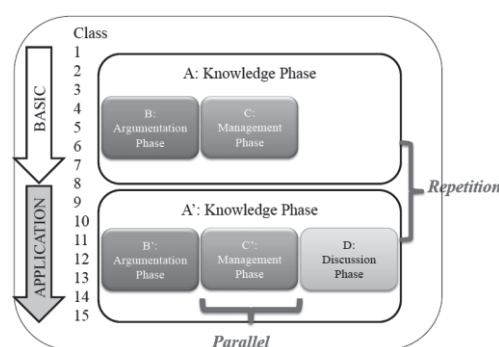 Class
1
2
3
4
5
6
7
8
9
10
11
12
13
14
15
BASIC
APPLICATION
A: Knowledge Phase
B:
Argumentation
Phase
C:
Management
Phase
A': Knowledge Phase
B':
Argumentation
Phase
C':
Management
Phase
D:
Discussion
Phase
Repetition
Parallel